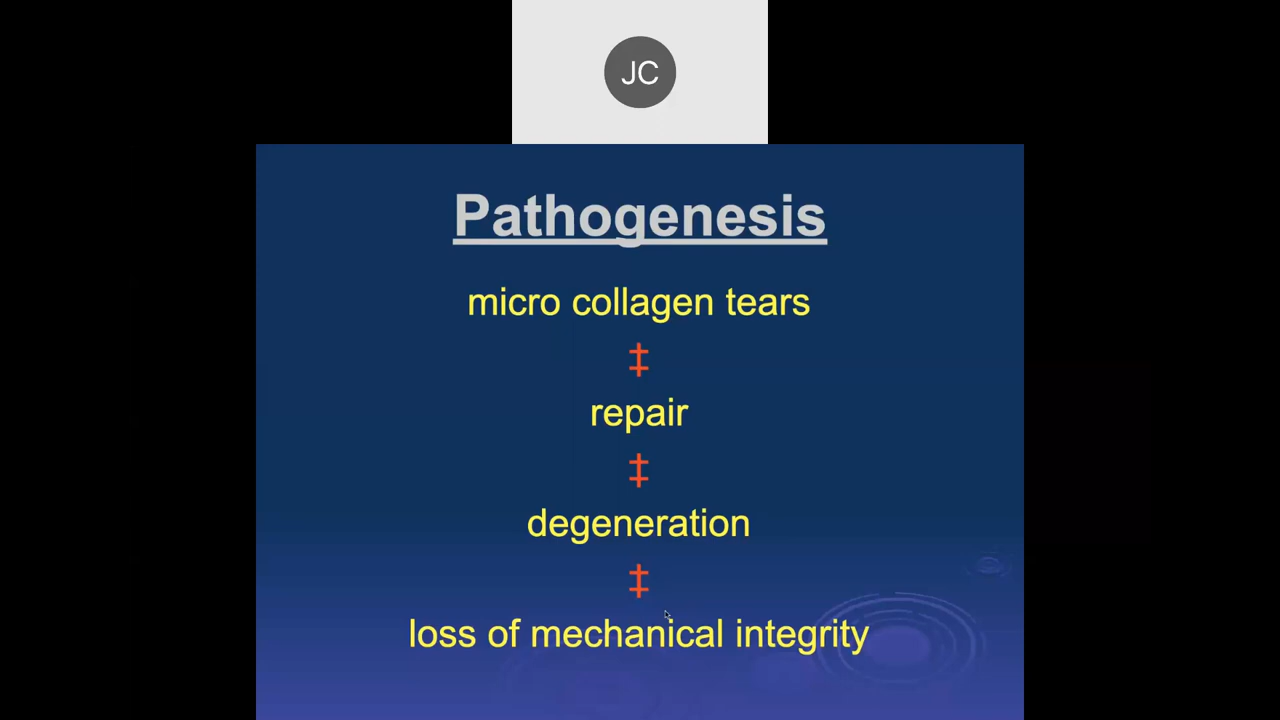 JC
Pathogenesis
micro collagen tears
‡
repair
‡
degeneration
‡
loss of mechanical integrity